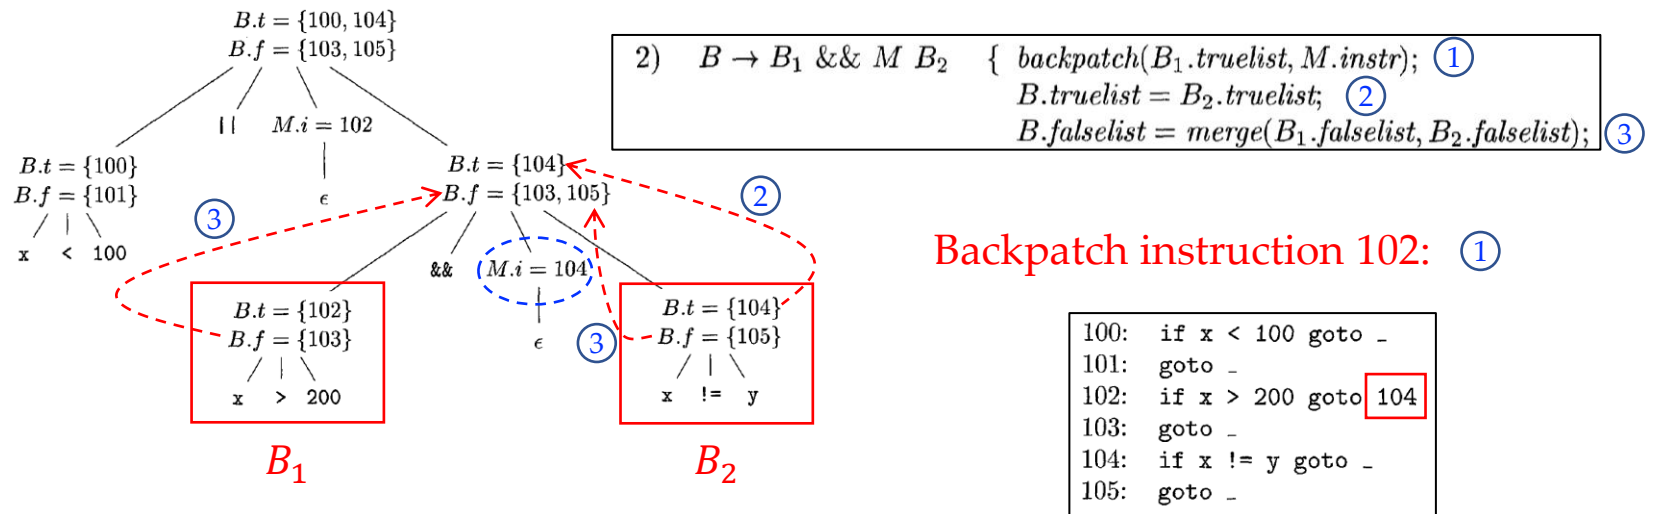 B.t = {100, 104}
B.f = {103, 105}
|| M.i = 102
ϵ
B.t = {100}
B.f = {101}
x < 100
B.t = {104}
B.f = {103, 105}
&& M.i = 104
ϵ
B.t = {102}
B.f = {103}
x > 200
B₁
B.t = {104}
B.f = {105}
x != y
B₂
③
②
③
2) B → B₁ && M B₂ { backpatch(B₁.truelist, M.instr); ①
B.truelist = B₂.truelist; ②
B.falselist = merge(B₁.falselist, B₂.falselist); ③
Backpatch instruction 102: ①
100: if x < 100 goto _
101: goto _
102: if x > 200 goto 104
103: goto _
104: if x != y goto _
105: goto _